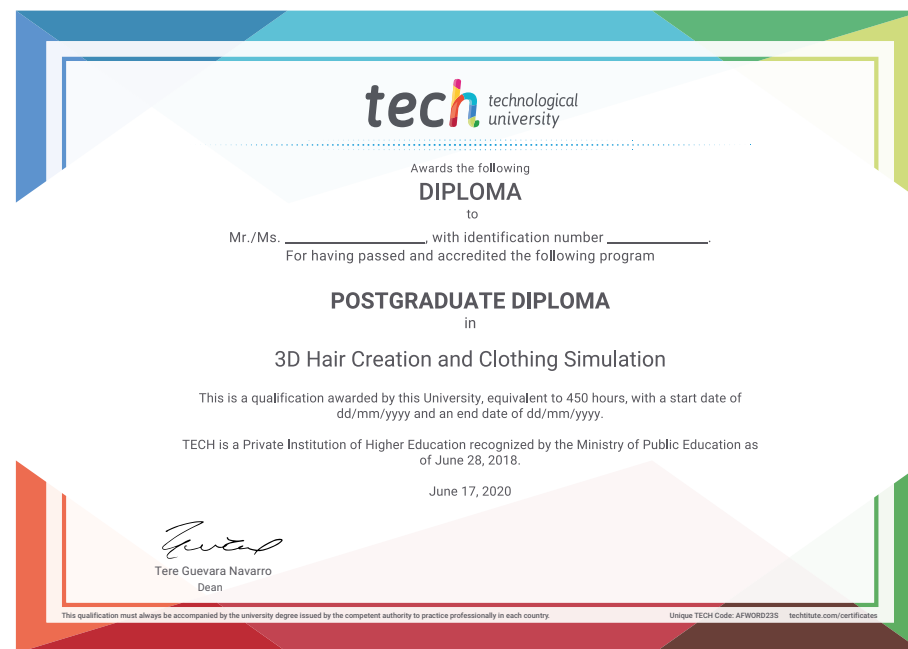 tech technological
university
Awards the following
DIPLOMA
to
Mr./Ms. ____________________, with identification number ______________.
For having passed and accredited the following program
POSTGRADUATE DIPLOMA
in
3D Hair Creation and Clothing Simulation
This is a qualification awarded by this University, equivalent to 450 hours, with a start date of
dd/mm/yyyy and an end date of dd/mm/yyyy.
TECH is a Private Institution of Higher Education recognized by the Ministry of Public Education as
of June 28, 2018.
June 17, 2020
Tere Guevara Navarro
Dean
This qualification must always be accompanied by the university degree issued by the competent authority to practice professionally in each country. Unique TECH Code: AFWORD23S techtitute.com/certificates